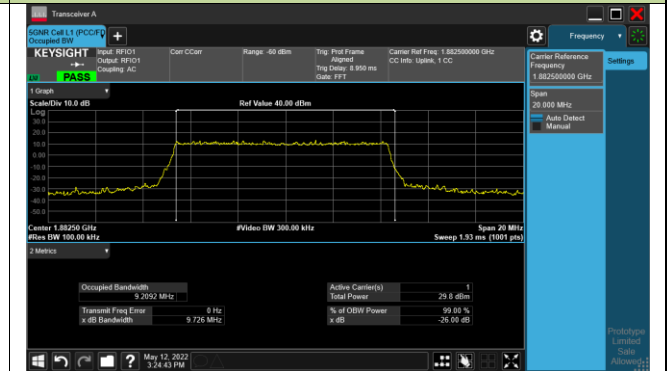 Transceiver A
5GNR Cell L1 (PCC/FD
Occupied BW
+
Frequency
KEYSIGHT
PASS
Input: RFIO1
Output: RFIO1
Coupling: AC
Corr CCorr
Range: -60 dBm
Trig: Prot Frame
Aligned
Trig Delay: 8.950 ms
Gate: FFT
Carrier Ref Freq: 1.882500000 GHz
CC Info: Uplink, 1 CC
Carrier Reference
Frequency
1.882500000 GHz
Settings
Span
20.000 MHz
Auto Detect
Manual
1 Graph
Scale/Div 10.0 dB
Ref Value 40.00 dBm
Log
30.0
20.0
10.0
0.00
-10.0
-20.0
-30.0
-40.0
-50.0
Center 1.88250 GHz
#Video BW 300.00 kHz
Span 20 MHz
#Res BW 100.00 kHz
Sweep 1.93 ms (1001 pts)
2 Metrics
Occupied Bandwidth
9.2092 MHz
Active Carrier(s) 1
Total Power 29.8 dBm
Transmit Freq Error 0 Hz
x dB Bandwidth 9.726 MHz
% of OBW Power 99.00 %
x dB -26.00 dB
Prototype
Limited
Sale
Allowed
?
May 12, 2022
3:24:43 PM